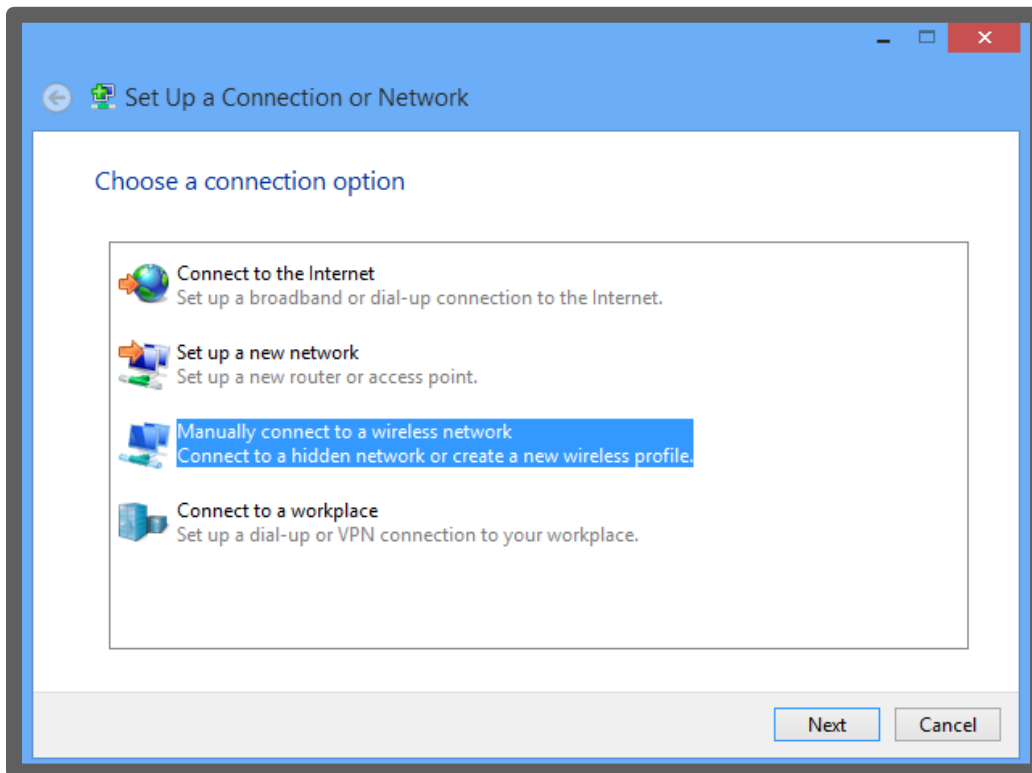 Set Up a Connection or Network
Choose a connection option
Connect to the Internet
Set up a broadband or dial-up connection to the Internet.
Set up a new network
Set up a new router or access point.
Manually connect to a wireless network
Connect to a hidden network or create a new wireless profile.
Connect to a workplace
Set up a dial-up or VPN connection to your workplace.
Next
Cancel